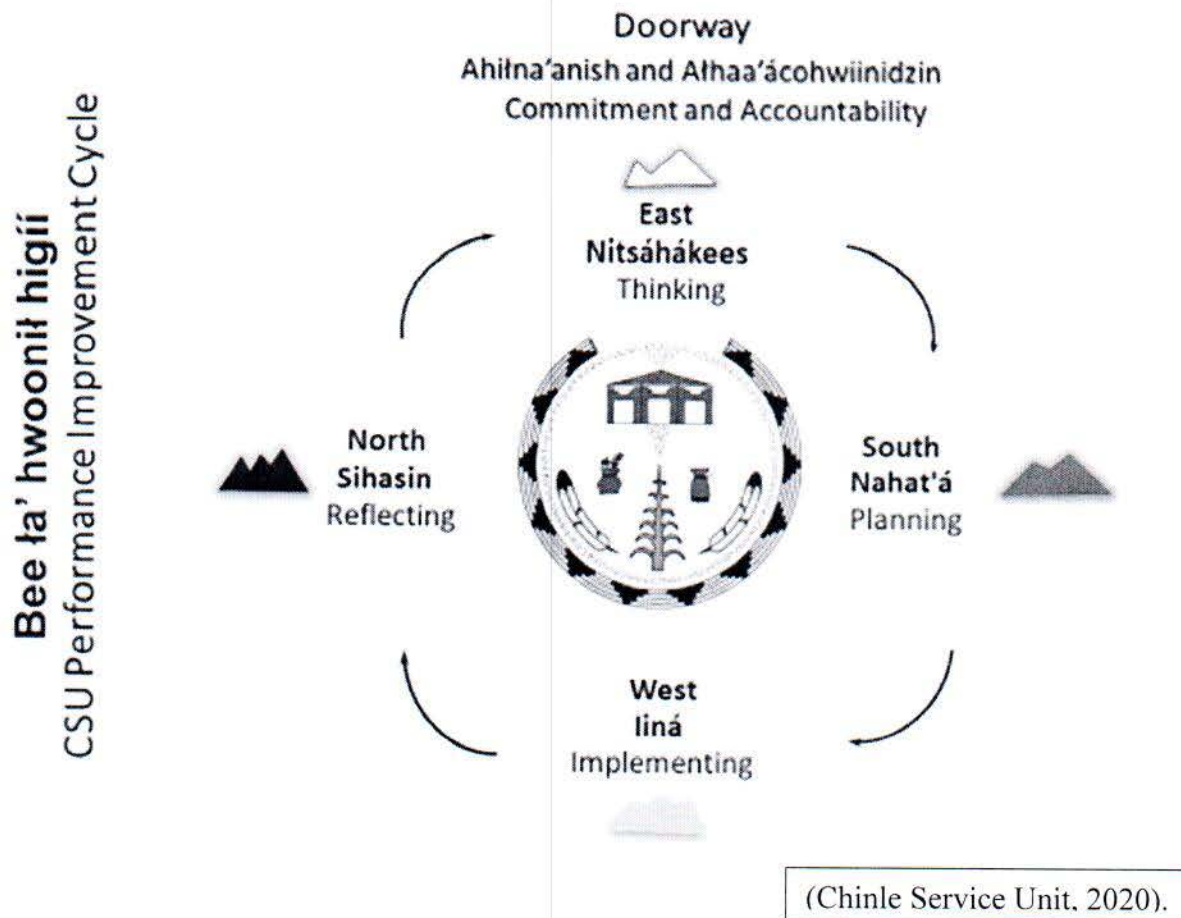 Bee ła' hwoonił higíí
CSU Performance Improvement Cycle
Doorway
Ahiłna'anish and Ałhaa'ácohwiinidzin
Commitment and Accountability
East
Nitsáhákees
Thinking
North
Sihasin
Reflecting
South
Nahat'á
Planning
West
Iiná
Implementing
(Chinle Service Unit, 2020).